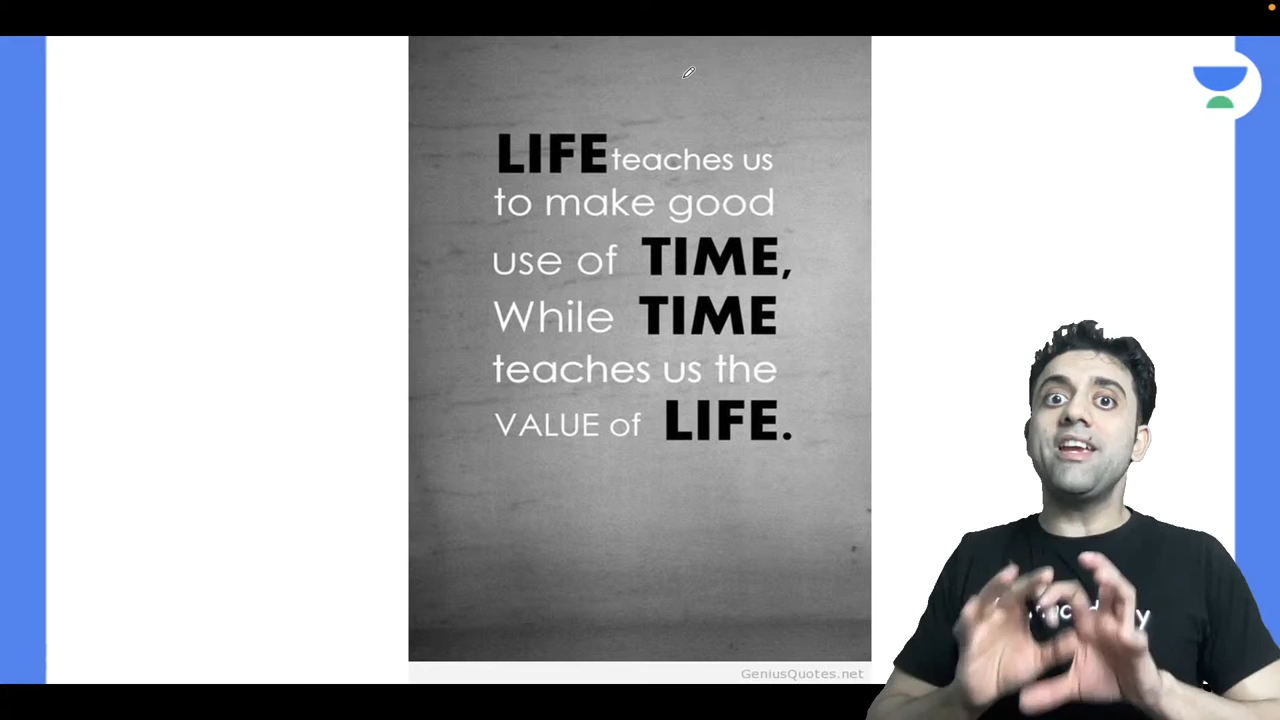 LIFE teaches us
to make good
use of TIME,
While TIME
teaches us the
VALUE of LIFE.
GeniusQuotes.net